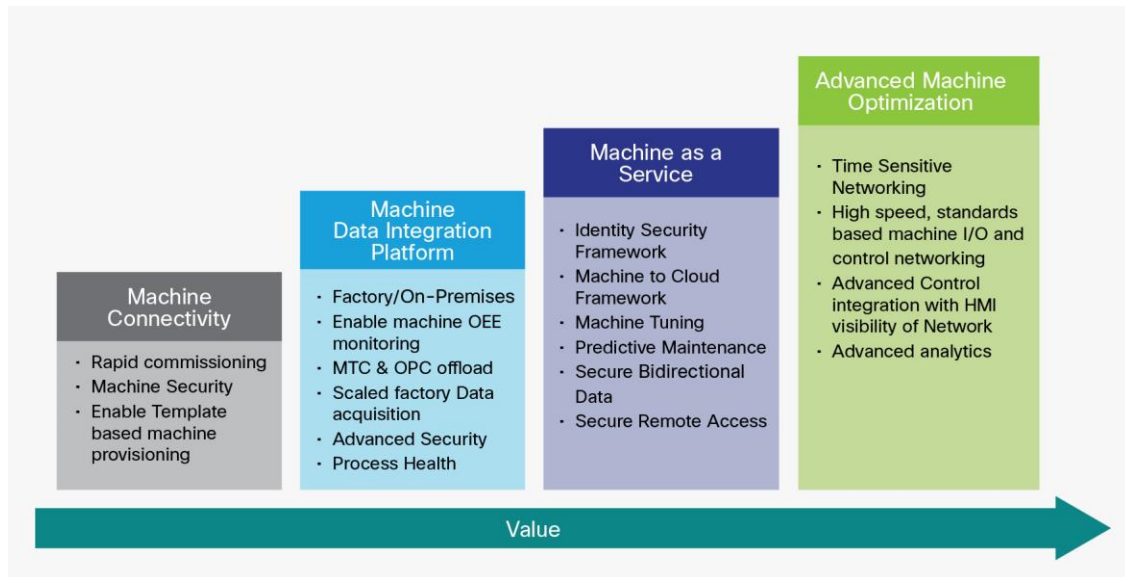 Machine
Connectivity
· Rapid commissioning
· Machine Security
· Enable Template
based machine
provisioning
Machine
Data Integration
Platform
· Factory/On-Premises
· Enable machine OEE
monitoring
· MTC & OPC offload
· Scaled factory Data
acquisition
· Advanced Security
· Process Health
Machine as a
Service
· Identity Security
Framework
· Machine to Cloud
Framework
· Machine Tuning
· Predictive Maintenance
· Secure Bidirectional
Data
· Secure Remote Access
Advanced Machine
Optimization
· Time Sensitive
Networking
· High speed, standards
based machine I/O and
control networking
· Advanced Control
integration with HMI
visibility of Network
· Advanced analytics
Value